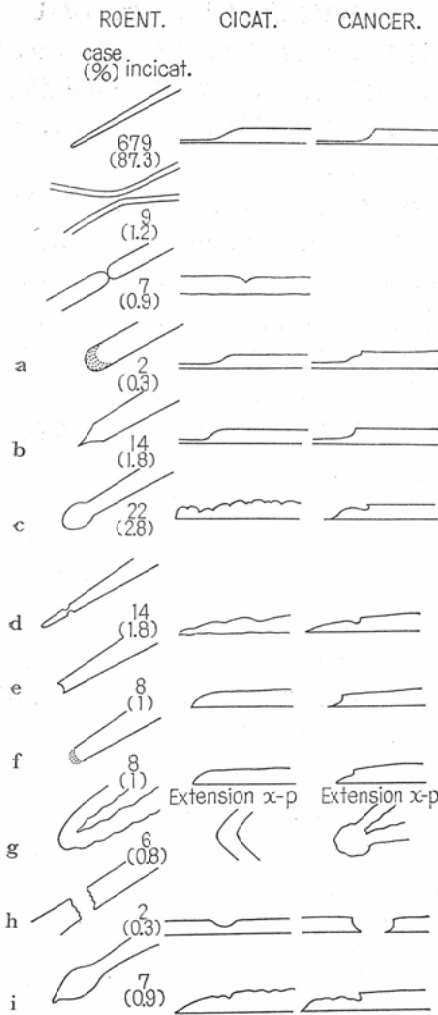 ROENT. CICAT. CANCER.
case
(%) incicat.
679
(87.3)
9
(1.2)
7
(0.9)
a 2
(0.3)
b 14
(1.8)
c 22
(2.8)
d 14
(1.8)
e 8
(1)
f 8
(1)
Extension x-p Extension x-p
g 6
(0.8)
h 2
(0.3)
i 7
(0.9)